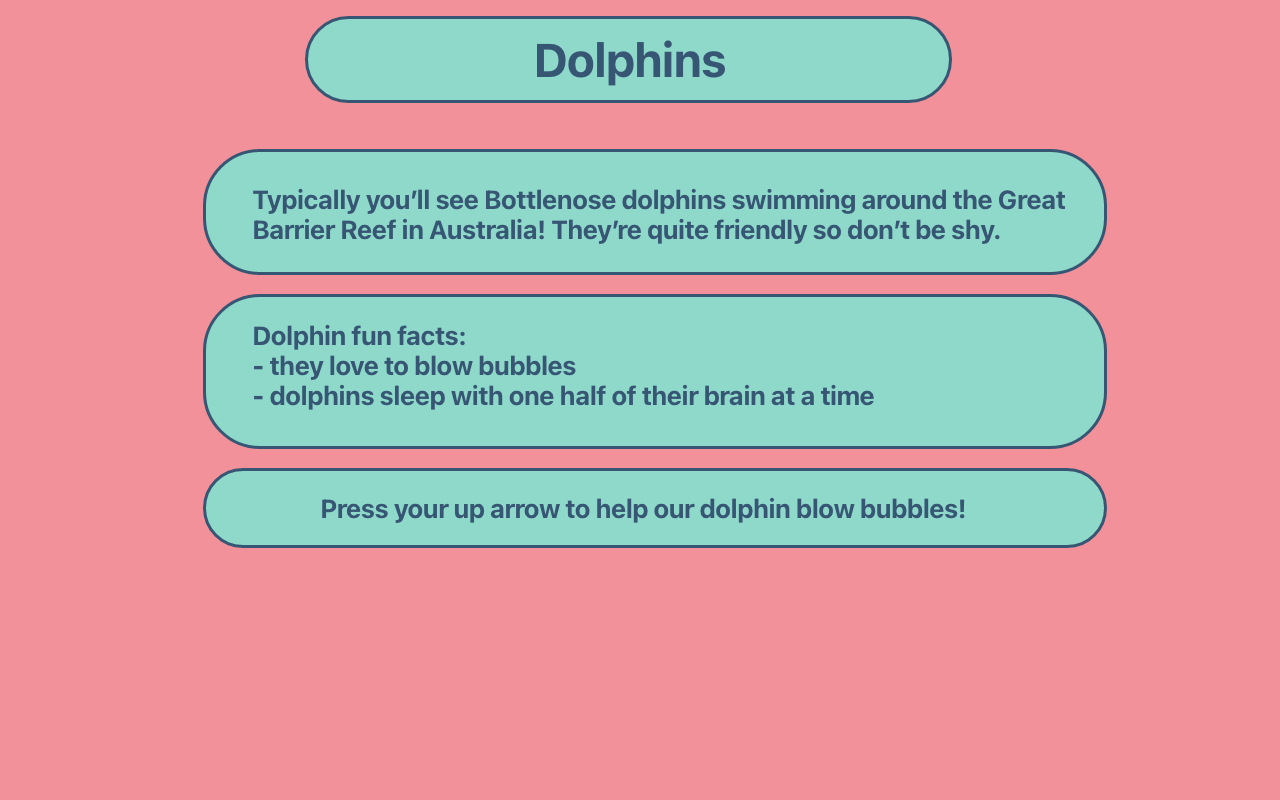 Dolphins
Typically you’ll see Bottlenose dolphins swimming around the Great
Barrier Reef in Australia! They’re quite friendly so don’t be shy.
Dolphin fun facts:
- they love to blow bubbles
- dolphins sleep with one half of their brain at a time
Press your up arrow to help our dolphin blow bubbles!